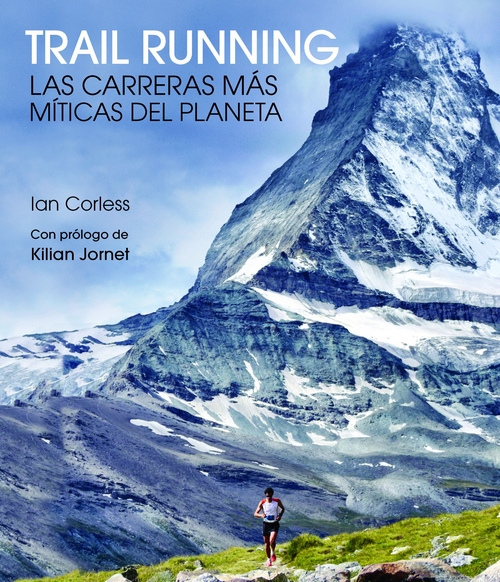 TRAIL RUNNING
LAS CARRERAS MÁS
MÍTICAS DEL PLANETA
Ian Corless
Con prólogo de
Kilian Jornet